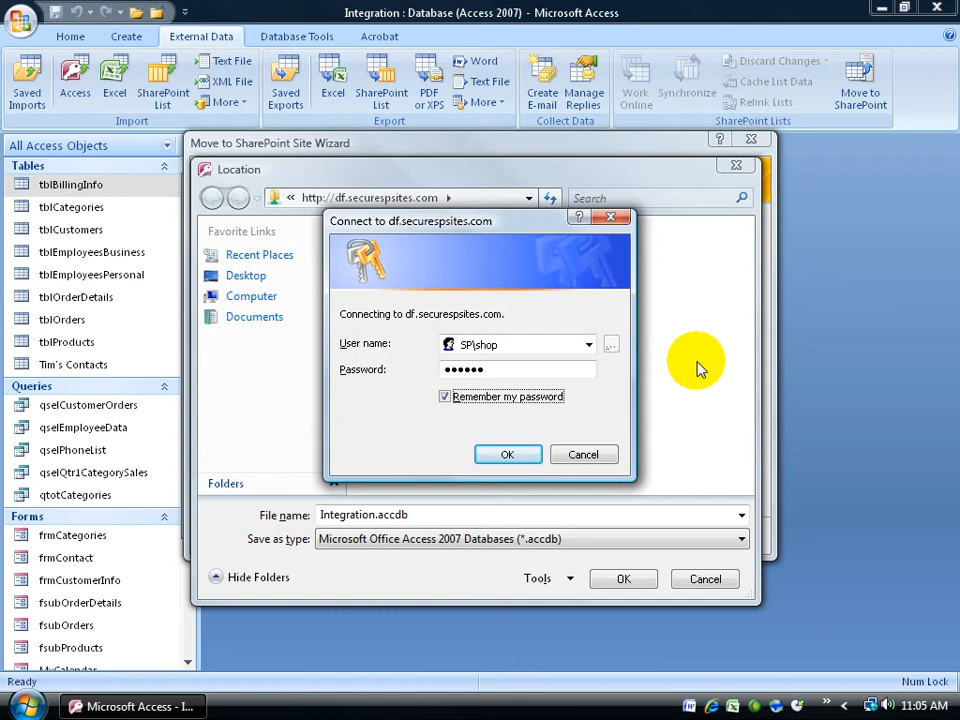 Integration : Database (Access 2007) - Microsoft Access
Home Create External Data Database Tools Acrobat
Saved Imports
Access
Excel
SharePoint List
Text File
XML File
More
Import
Saved Exports
Excel
SharePoint List
PDF or XPS
Word
Text File
More
Export
Create E-mail
Manage Replies
Collect Data
Work Online
Synchronize
Discard Changes
Cache List Data
Relink Lists
Move to SharePoint
SharePoint Lists
All Access Objects
Tables
tblBillingInfo
tblCategories
tblCustomers
tblEmployeesBusiness
tblEmployeesPersonal
tblOrderDetails
tblOrders
tblProducts
Tim's Contacts
Queries
qselCustomerOrders
qselEmployeeData
qselPhoneList
qselQtr1CategorySales
qtotCategories
Forms
frmCategories
frmContact
frmCustomerInfo
fsubOrderDetails
fsubOrders
fsubProducts
MyCalendar
Move to SharePoint Site Wizard
Location
« http://df.securespsites.com
Search
Favorite Links
Recent Places
Desktop
Computer
Documents
Folders
Connect to df.securespsites.com
Connecting to df.securespsites.com.
User name: SP\shop
Password: ••••••
Remember my password
OK Cancel
File name: Integration.accdb
Save as type: Microsoft Office Access 2007 Databases (*.accdb)
Hide Folders Tools OK Cancel
Ready Num Lock
Microsoft Access - I...
11:05 AM